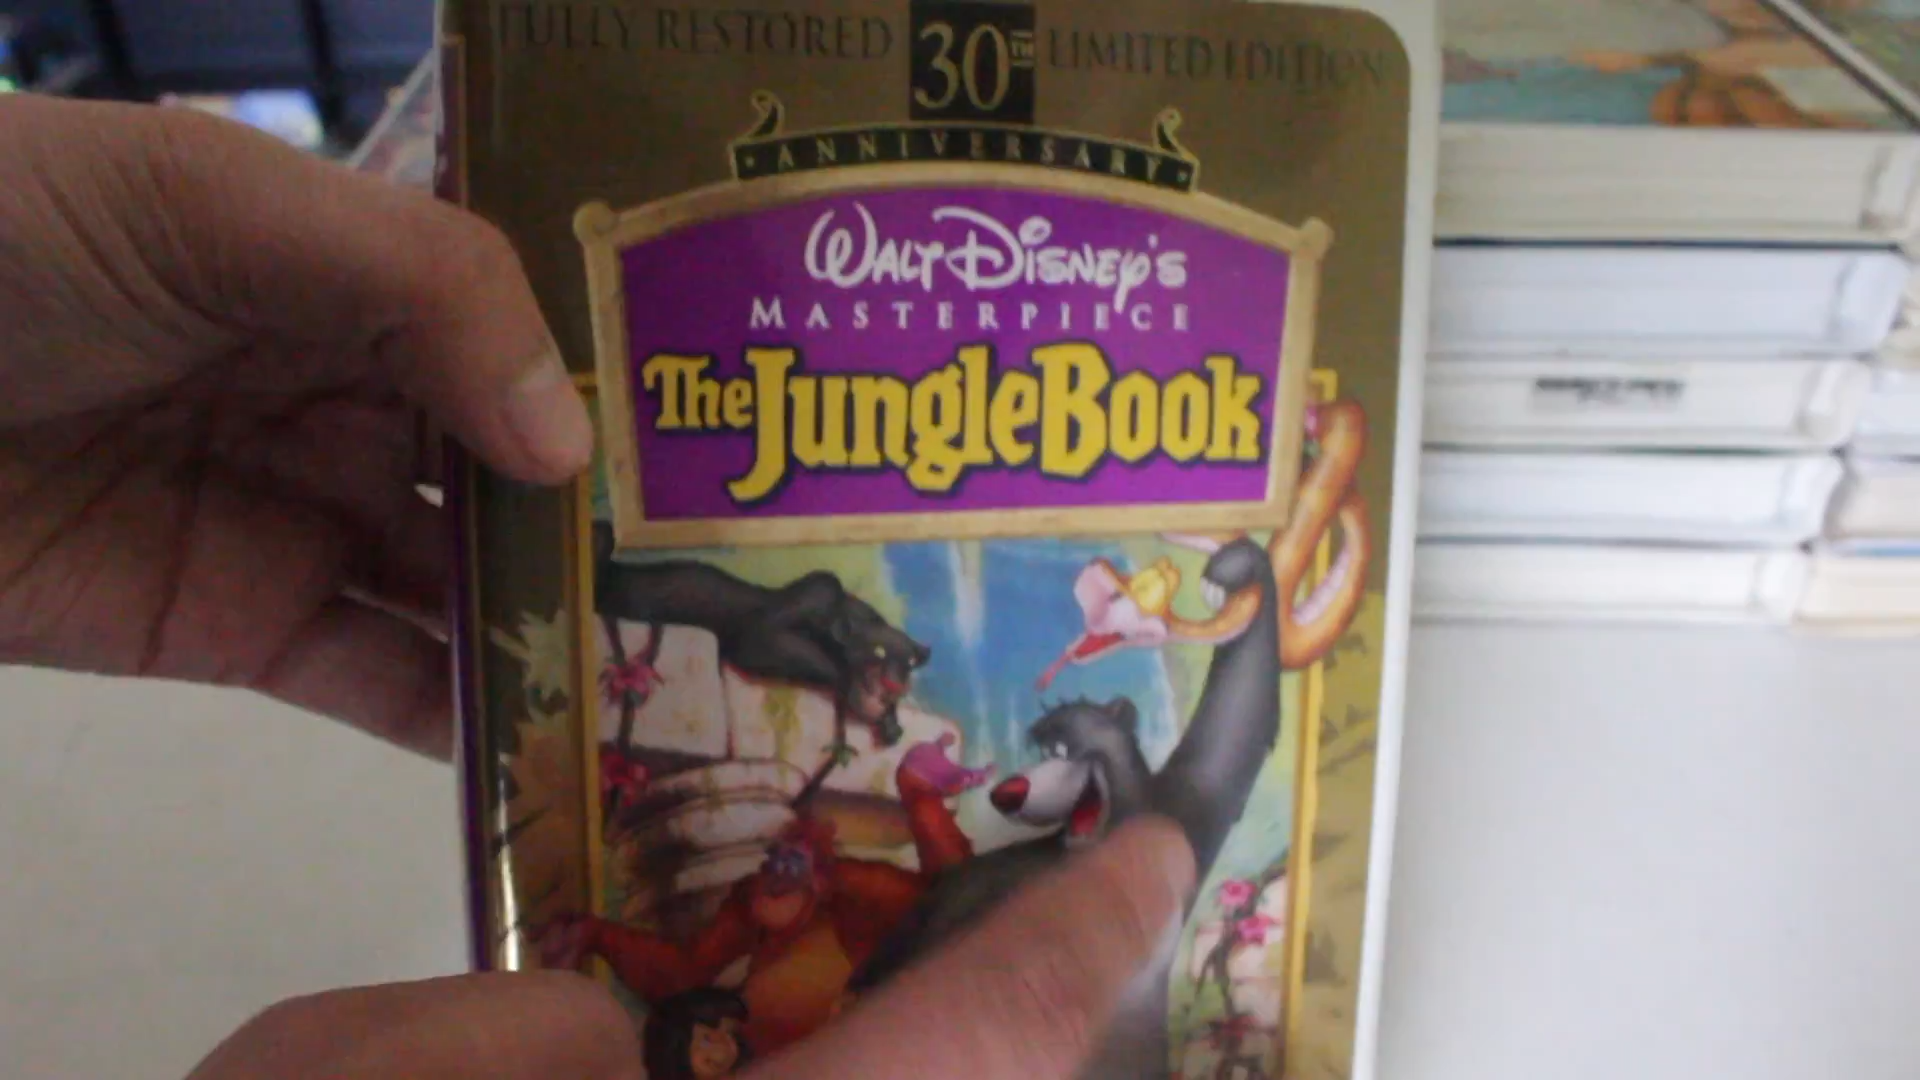 FULLY RESTORED 30TH LIMITED EDITION
• ANNIVERSARY •
WALT DISNEY'S
MASTERPIECE
The Jungle Book